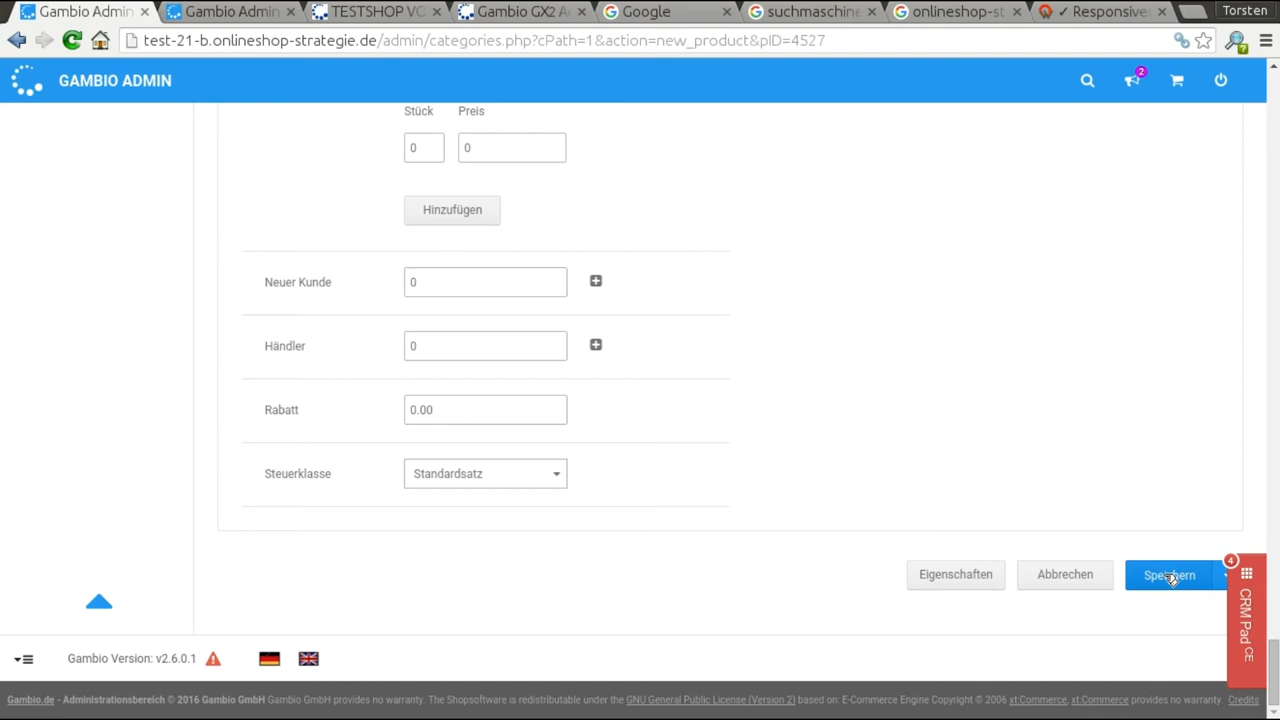 Gambio Admin
Gambio Admin
TESTSHOP VO
Gambio GX2 A
Google
suchmaschine
onlineshop-st
✓ Responsive
Torsten
test-21-b.onlineshop-strategie.de/admin/categories.php?cPath=1&action=new_product&pID=4527
GAMBIO ADMIN
2
Stück Preis
0 0
Hinzufügen
Neuer Kunde 0
Händler 0
Rabatt 0.00
Steuerklasse Standardsatz
Eigenschaften Abbrechen Speichern
4
CRM Pad CE
Gambio Version: v2.6.0.1
Gambio.de - Administrationsbereich © 2016 Gambio GmbH Gambio GmbH provides no warranty. The Shopsoftware is redistributable under the GNU General Public License (Version 2) based on: E-Commerce Engine Copyright © 2006 xt:Commerce, xt:Commerce provides no warranty. Credits